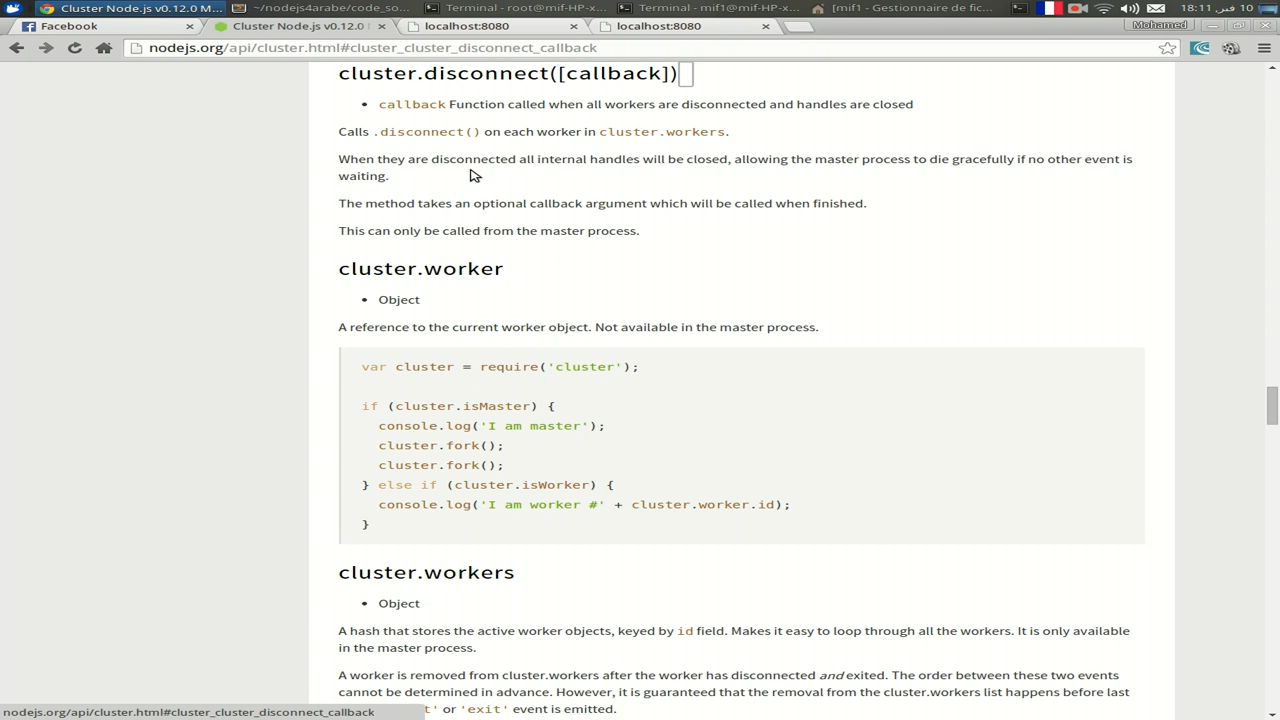 Cluster Node.js v0.12.0 M... ~/nodejs4arabe/code_so... Terminal - root@mif-HP-x... Terminal - mif1@mif-HP-x... [mif1 - Gestionnaire de fic... 18:11, 10 فبر
Facebook Cluster Node.js v0.12.0 localhost:8080 localhost:8080 Mohamed
nodejs.org/api/cluster.html#cluster_cluster_disconnect_callback
cluster.disconnect([callback])
• callback Function called when all workers are disconnected and handles are closed
Calls .disconnect() on each worker in cluster.workers.
When they are disconnected all internal handles will be closed, allowing the master process to die gracefully if no other event is
waiting.
The method takes an optional callback argument which will be called when finished.
This can only be called from the master process.
cluster.worker
• Object
A reference to the current worker object. Not available in the master process.
var cluster = require('cluster');
if (cluster.isMaster) {
console.log('I am master');
cluster.fork();
cluster.fork();
} else if (cluster.isWorker) {
console.log('I am worker #' + cluster.worker.id);
}
cluster.workers
• Object
A hash that stores the active worker objects, keyed by id field. Makes it easy to loop through all the workers. It is only available
in the master process.
A worker is removed from cluster.workers after the worker has disconnected and exited. The order between these two events
cannot be determined in advance. However, it is guaranteed that the removal from the cluster.workers list happens before last
t' or 'exit' event is emitted.
nodejs.org/api/cluster.html#cluster_cluster_disconnect_callback